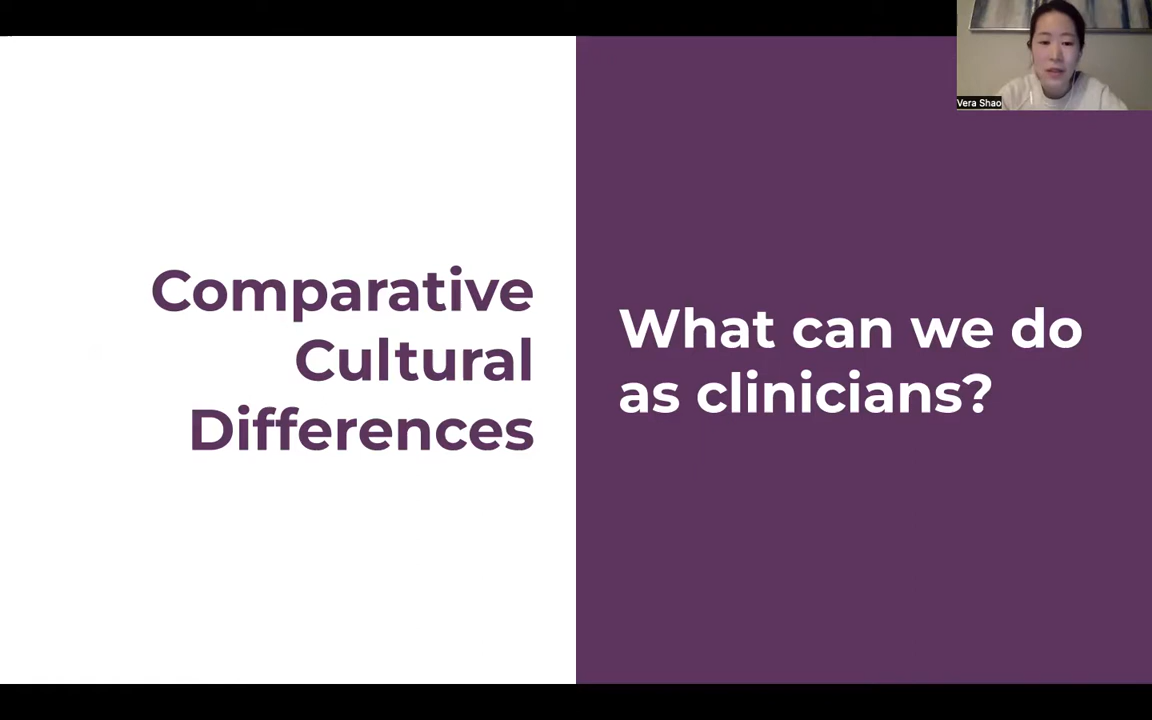 Comparative
Cultural
Differences
What can we do
as clinicians?
Vera Shao